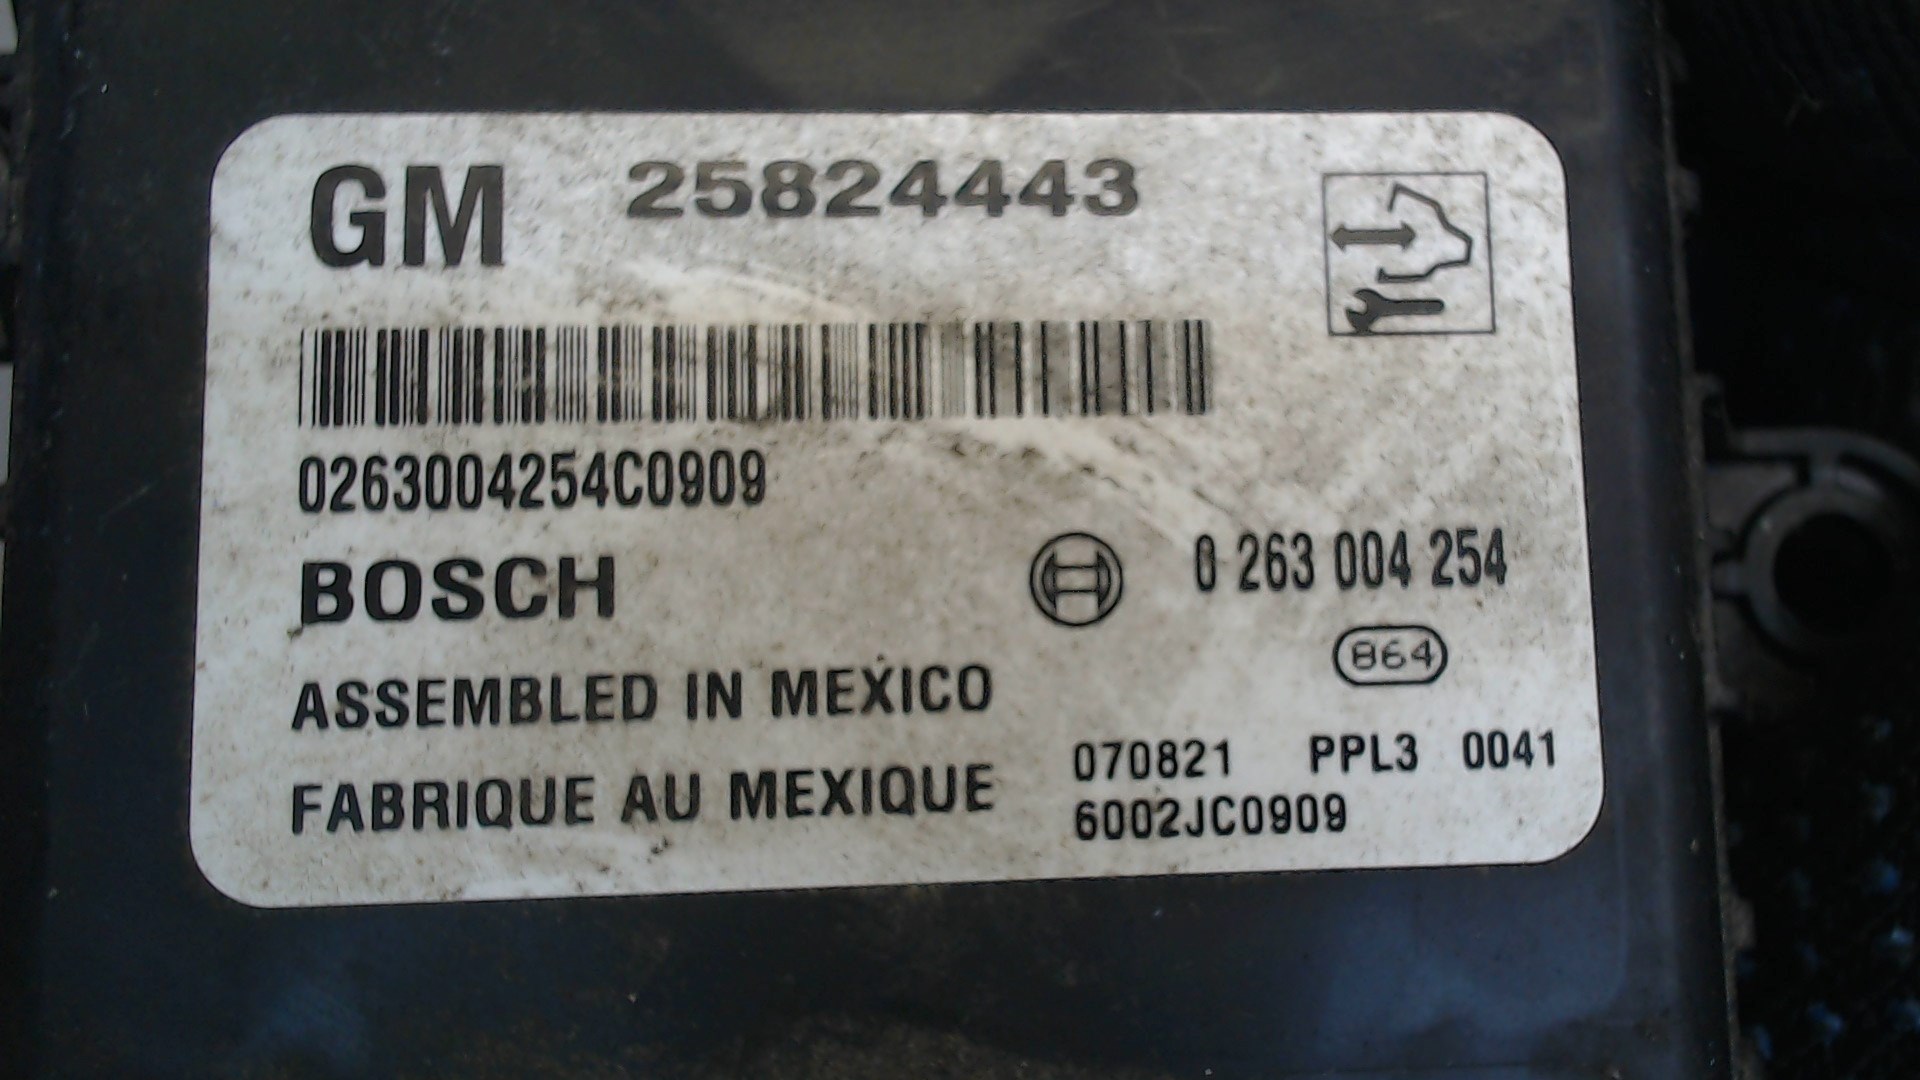 GM 25824443
0263004254C0909
BOSCH 0 263 004 254
864
ASSEMBLED IN MEXICO
070821 PPL3 0041
FABRIQUE AU MEXIQUE
6002JC0909